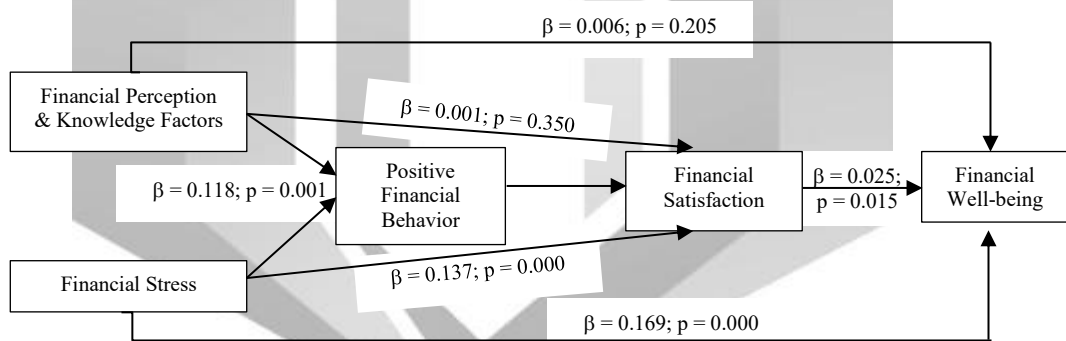 β = 0.006; p = 0.205
Financial Perception
& Knowledge Factors
β = 0.001; p = 0.350
β = 0.118; p = 0.001
Positive
Financial
Behavior
Financial
Satisfaction
β = 0.025;
p = 0.015
Financial
Well-being
Financial Stress
β = 0.137; p = 0.000
β = 0.169; p = 0.000